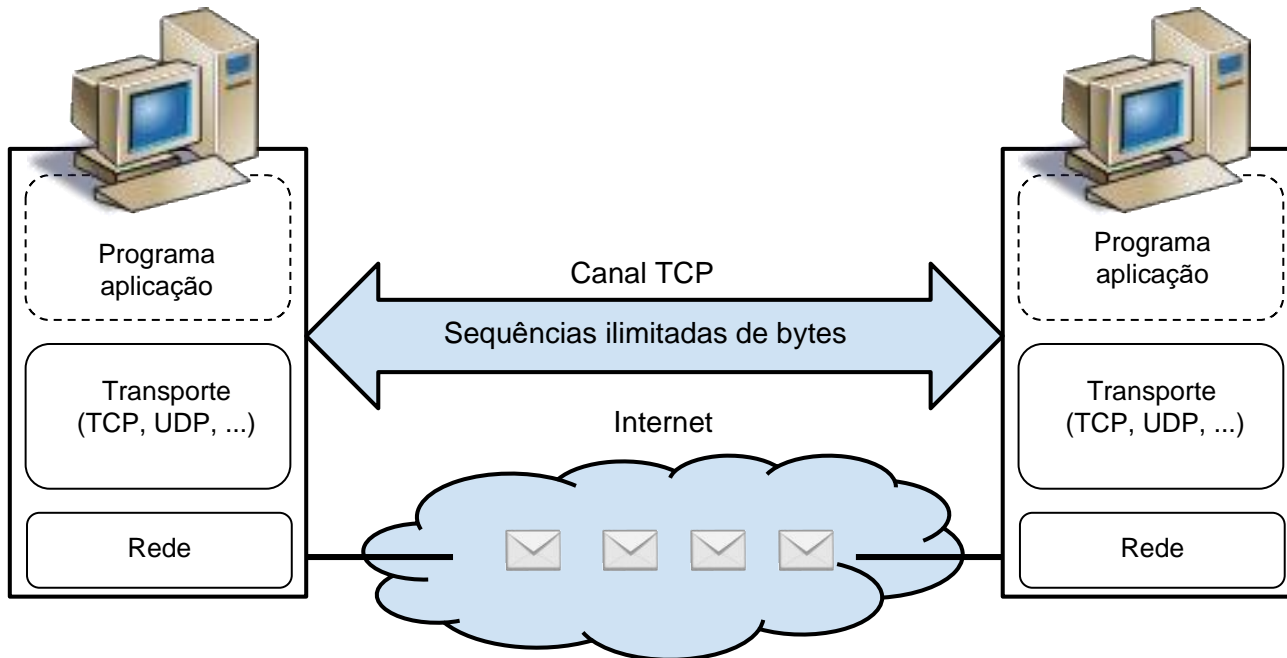 Programa
aplicação
Transporte
(TCP, UDP, ...)
Rede
Canal TCP
Sequências ilimitadas de bytes
Internet
Programa
aplicação
Transporte
(TCP, UDP, ...)
Rede